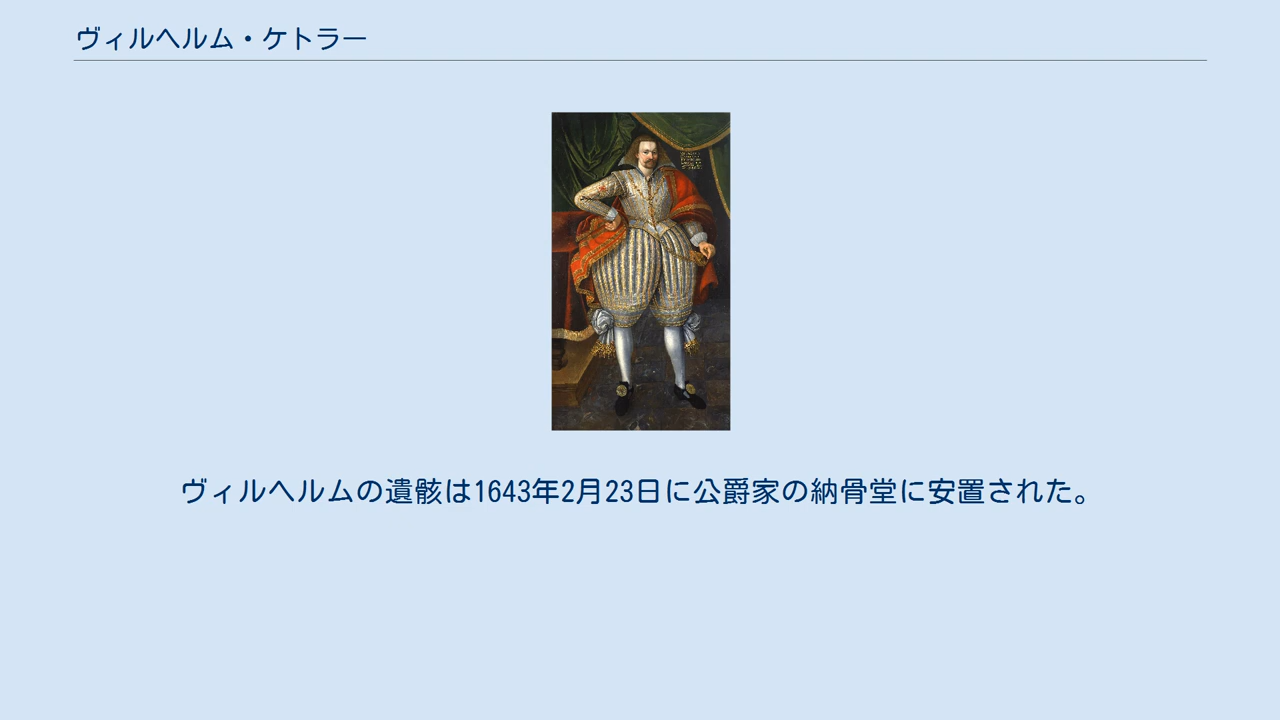 ヴィルヘルム・ケトラー
ヴィルヘルムの遺骸は1643年2月23日に公爵家の納骨堂に安置された。